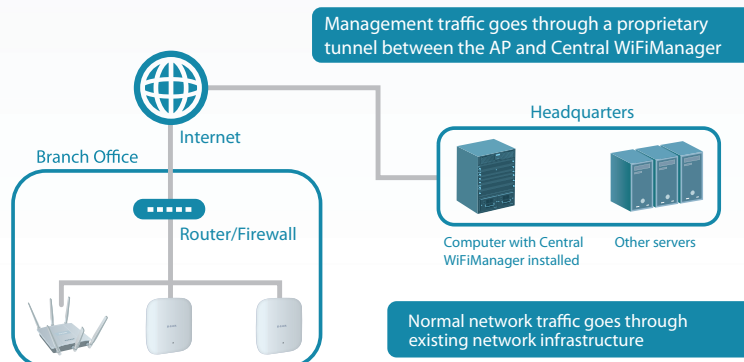 Management traffic goes through a proprietary
tunnel between the AP and Central WiFiManager
Internet
Headquarters
Branch Office
Router/Firewall
Computer with Central
WiFiManager installed
Other servers
Normal network traffic goes through
existing network infrastructure